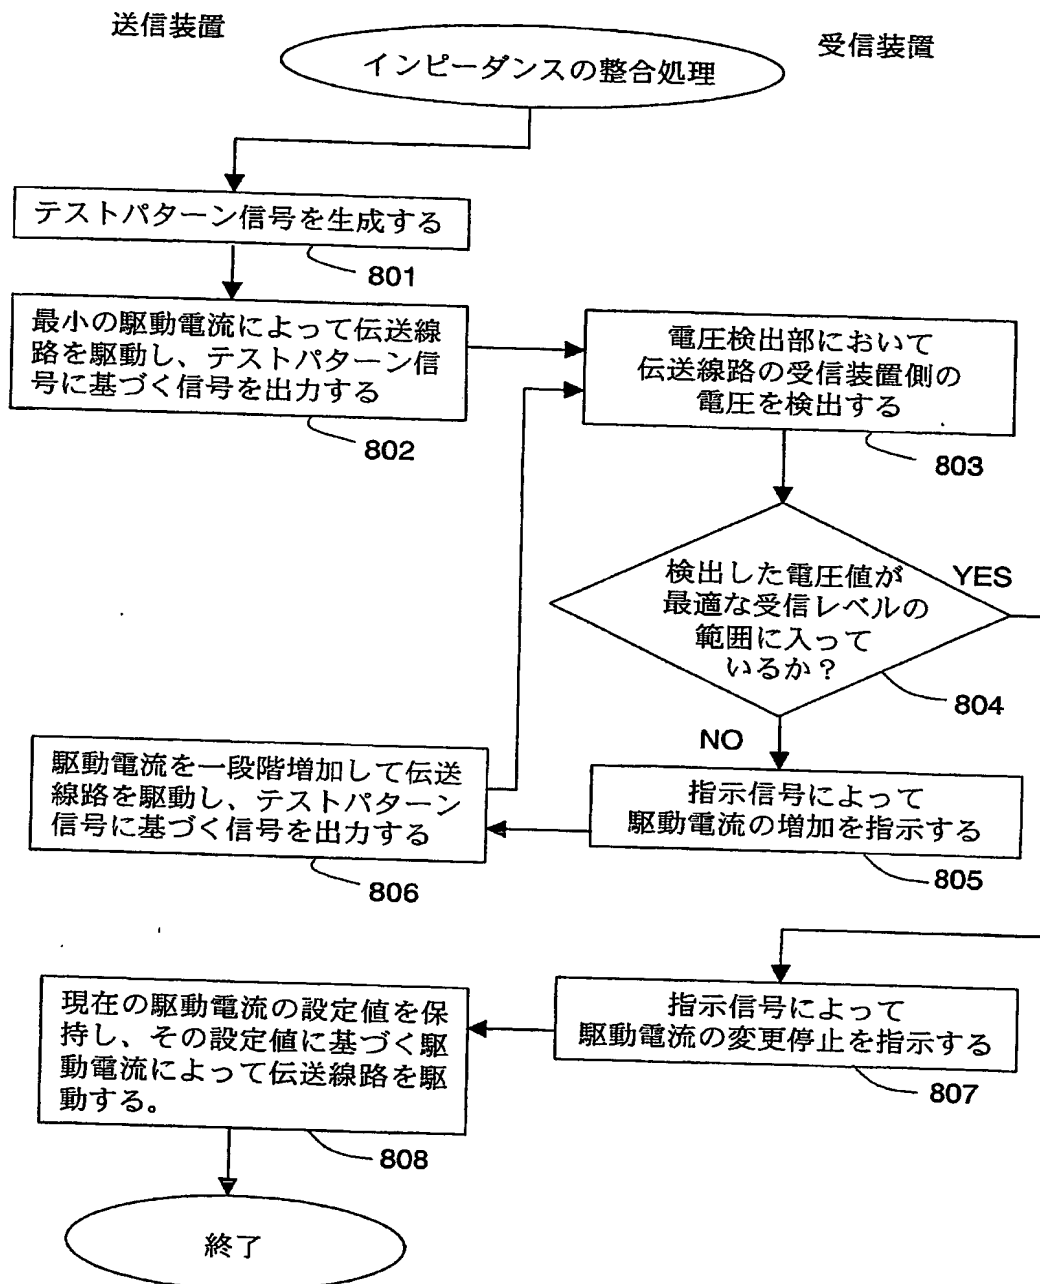 送信装置
受信装置
インピーダンスの整合処理
テストパターン信号を生成する
801
最小の駆動電流によって伝送線
路を駆動し、テストパターン信
号に基づく信号を出力する
802
電圧検出部において
伝送線路の受信装置側の
電圧を検出する
803
検出した電圧値が
最適な受信レベルの
範囲に入って
いるか？
YES
804
NO
指示信号によって
駆動電流の増加を指示する
805
駆動電流を一段階増加して伝送
線路を駆動し、テストパターン
信号に基づく信号を出力する
806
指示信号によって
駆動電流の変更停止を指示する
807
現在の駆動電流の設定値を保
持し、その設定値に基づく駆
動電流によって伝送線路を駆
動する。
808
終了